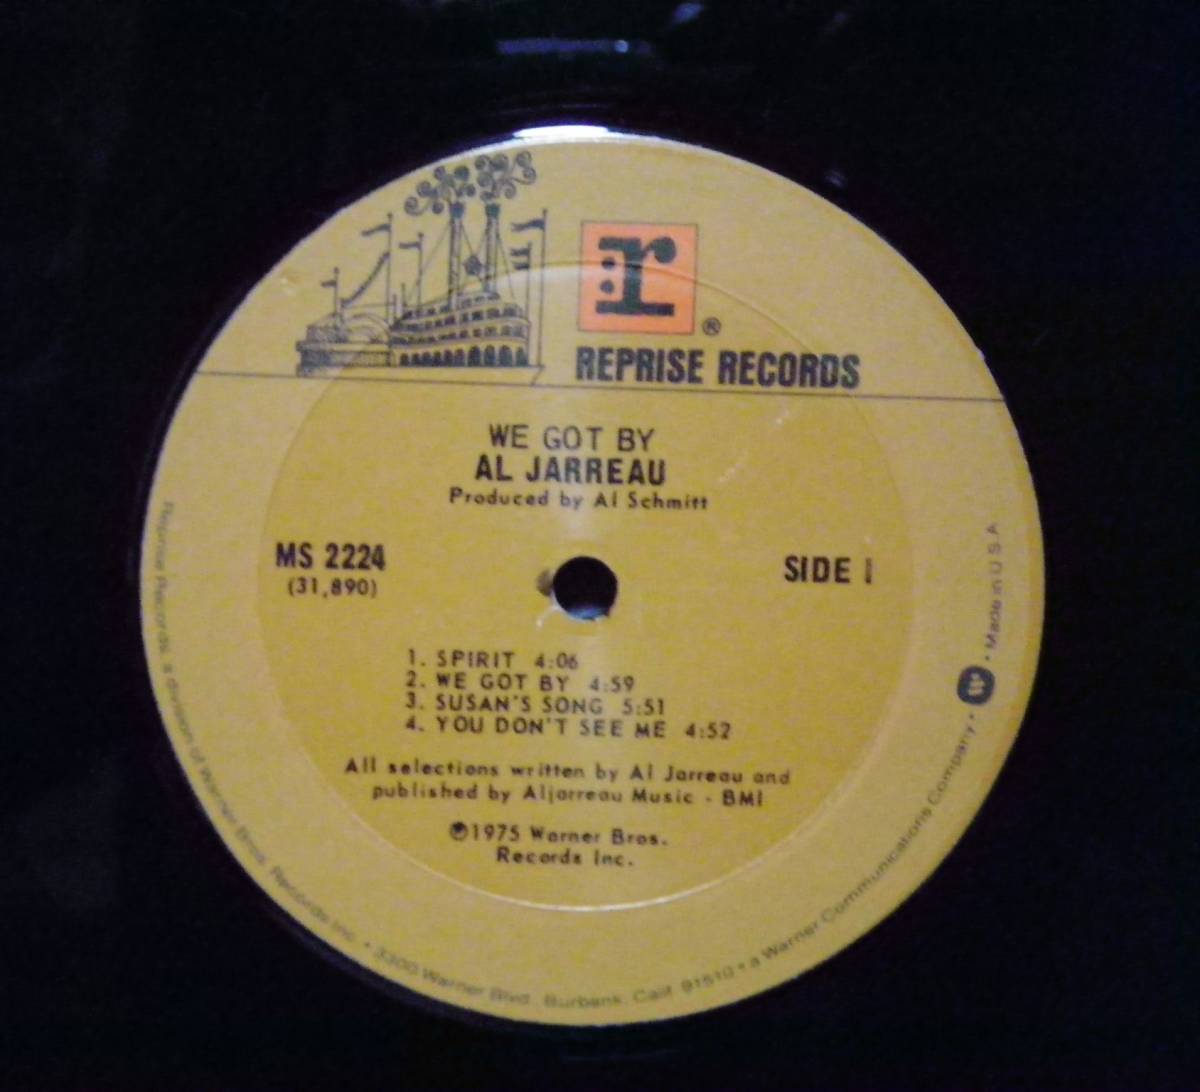 :r
®
REPRISE RECORDS
WE GOT BY
AL JARREAU
Produced by Al Schmitt
MS 2224
(31,890)
SIDE 1
1. SPIRIT 4:06
2. WE GOT BY 4:59
3. SUSAN'S SONG 5:51
4. YOU DON'T SEE ME 4:52
All selections written by Al Jarreau and
published by Aljarreau Music - BMI
℗1975 Warner Bros.
Records Inc.
Reprise Records, a division of Warner Bros. Records Inc. • 3300 Warner Blvd., Burbank, Calif. 91510 • a Warner Communications Company • W • Made in U.S.A.